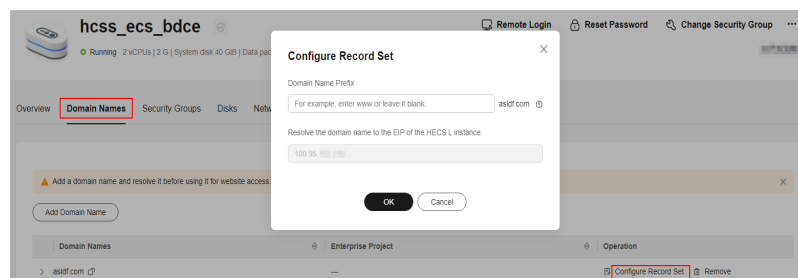 hcss_ecs_bdce
Remote Login
Reset Password
Change Security Group
Running 2 vCPUs | 2 G | System disk 40 GiB | Data pac
Configure Record Set
Domain Name Prefix
For example, enter www or leave it blank.
asldf.com
Overview
Domain Names
Security Groups
Disks
Netw
Resolve the domain name to the EIP of the HECS L instance.
100.95.
Add a domain name and resolve it before using it for website access
OK
Cancel
Add Domain Name
Domain Names
Enterprise Project
Operation
asldf.com
---
Configure Record Set
Remove